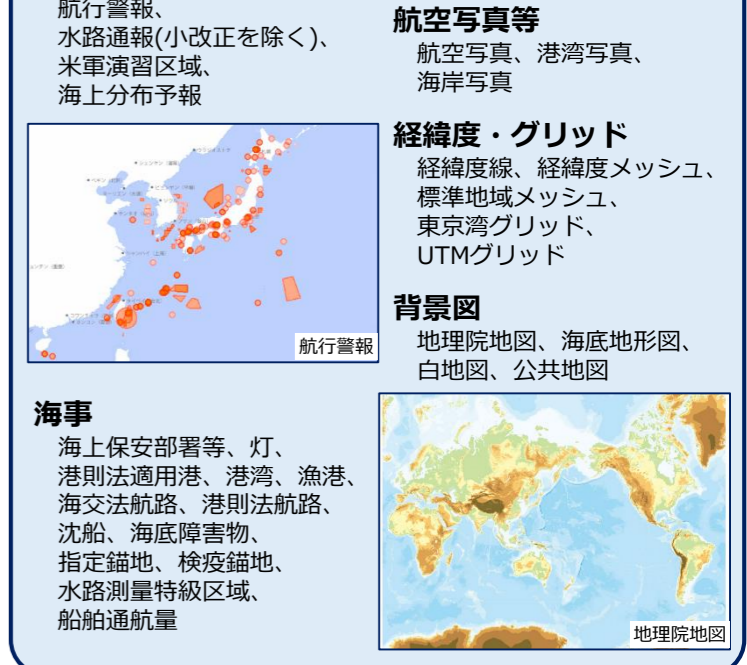 航行警報、
水路通報(小改正を除く)、
米軍演習区域、
海上分布予報
航行警報
海事
海上保安部署等、灯、
港則法適用港、港湾、漁港、
海交法航路、港則法航路、
沈船、海底障害物、
指定錨地、検疫錨地、
水路測量特級区域、
船舶通航量
航空写真等
航空写真、港湾写真、
海岸写真
経緯度・グリッド
経緯度線、経緯度メッシュ、
標準地域メッシュ、
東京湾グリッド、
UTMグリッド
背景図
地理院地図、海底地形図、
白地図、公共地図
地理院地図